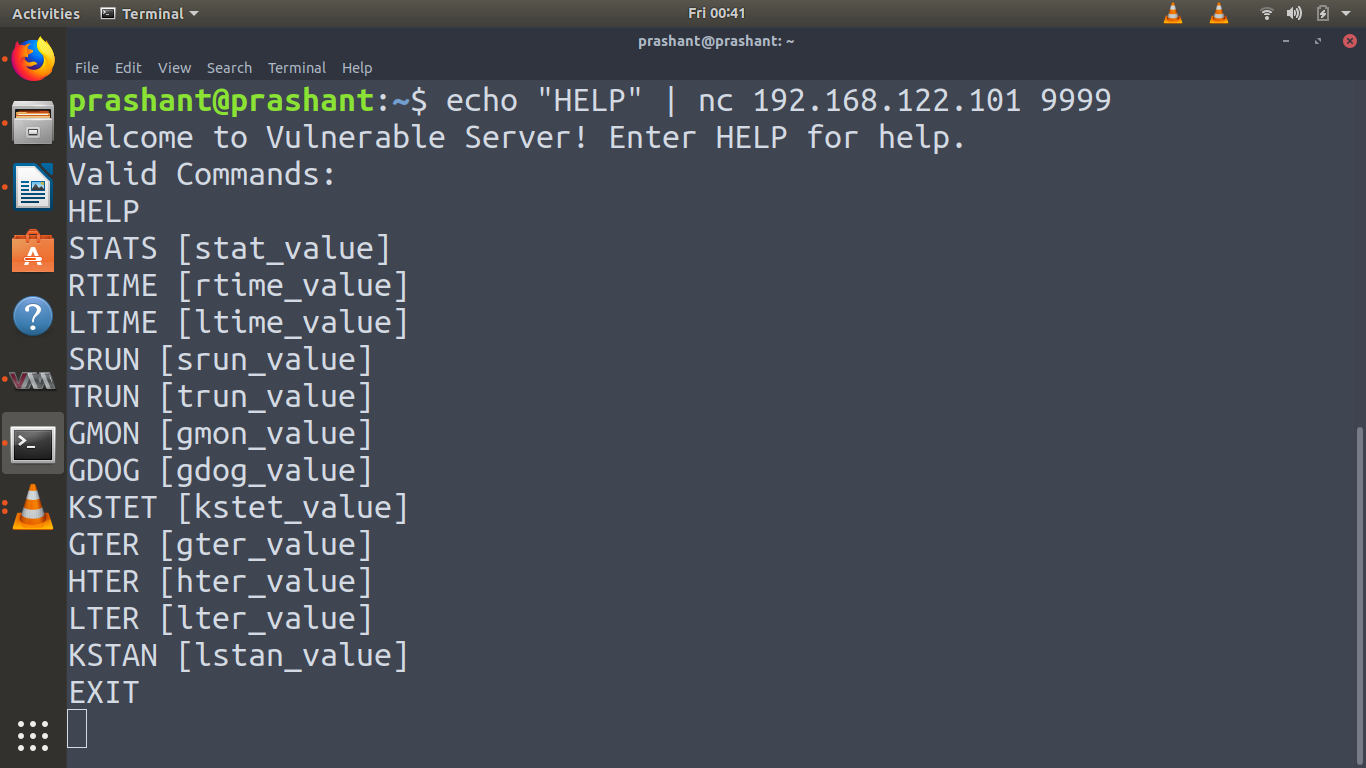 Activities Terminal Fri 00:41
prashant@prashant: ~
File Edit View Search Terminal Help
prashant@prashant:~$ echo "HELP" | nc 192.168.122.101 9999
Welcome to Vulnerable Server! Enter HELP for help.
Valid Commands:
HELP
STATS [stat_value]
RTIME [rtime_value]
LTIME [ltime_value]
SRUN [srun_value]
TRUN [trun_value]
GMON [gmon_value]
GDOG [gdog_value]
KSTET [kstet_value]
GTER [gter_value]
HTER [hter_value]
LTER [lter_value]
KSTAN [lstan_value]
EXIT